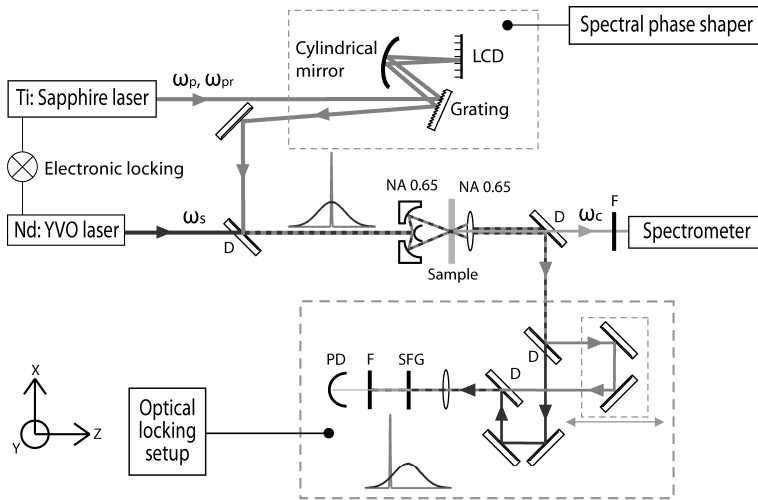 Spectral phase shaper
Cylindrical
mirror
LCD
ωp, ωpr
Ti: Sapphire laser
Grating
Electronic locking
NA 0.65
NA 0.65
ωs
D
F
ωc
Nd: YVO laser
D
Spectrometer
Sample
D
PD
F
SFG
D
X
Y
Z
Optical
locking
setup